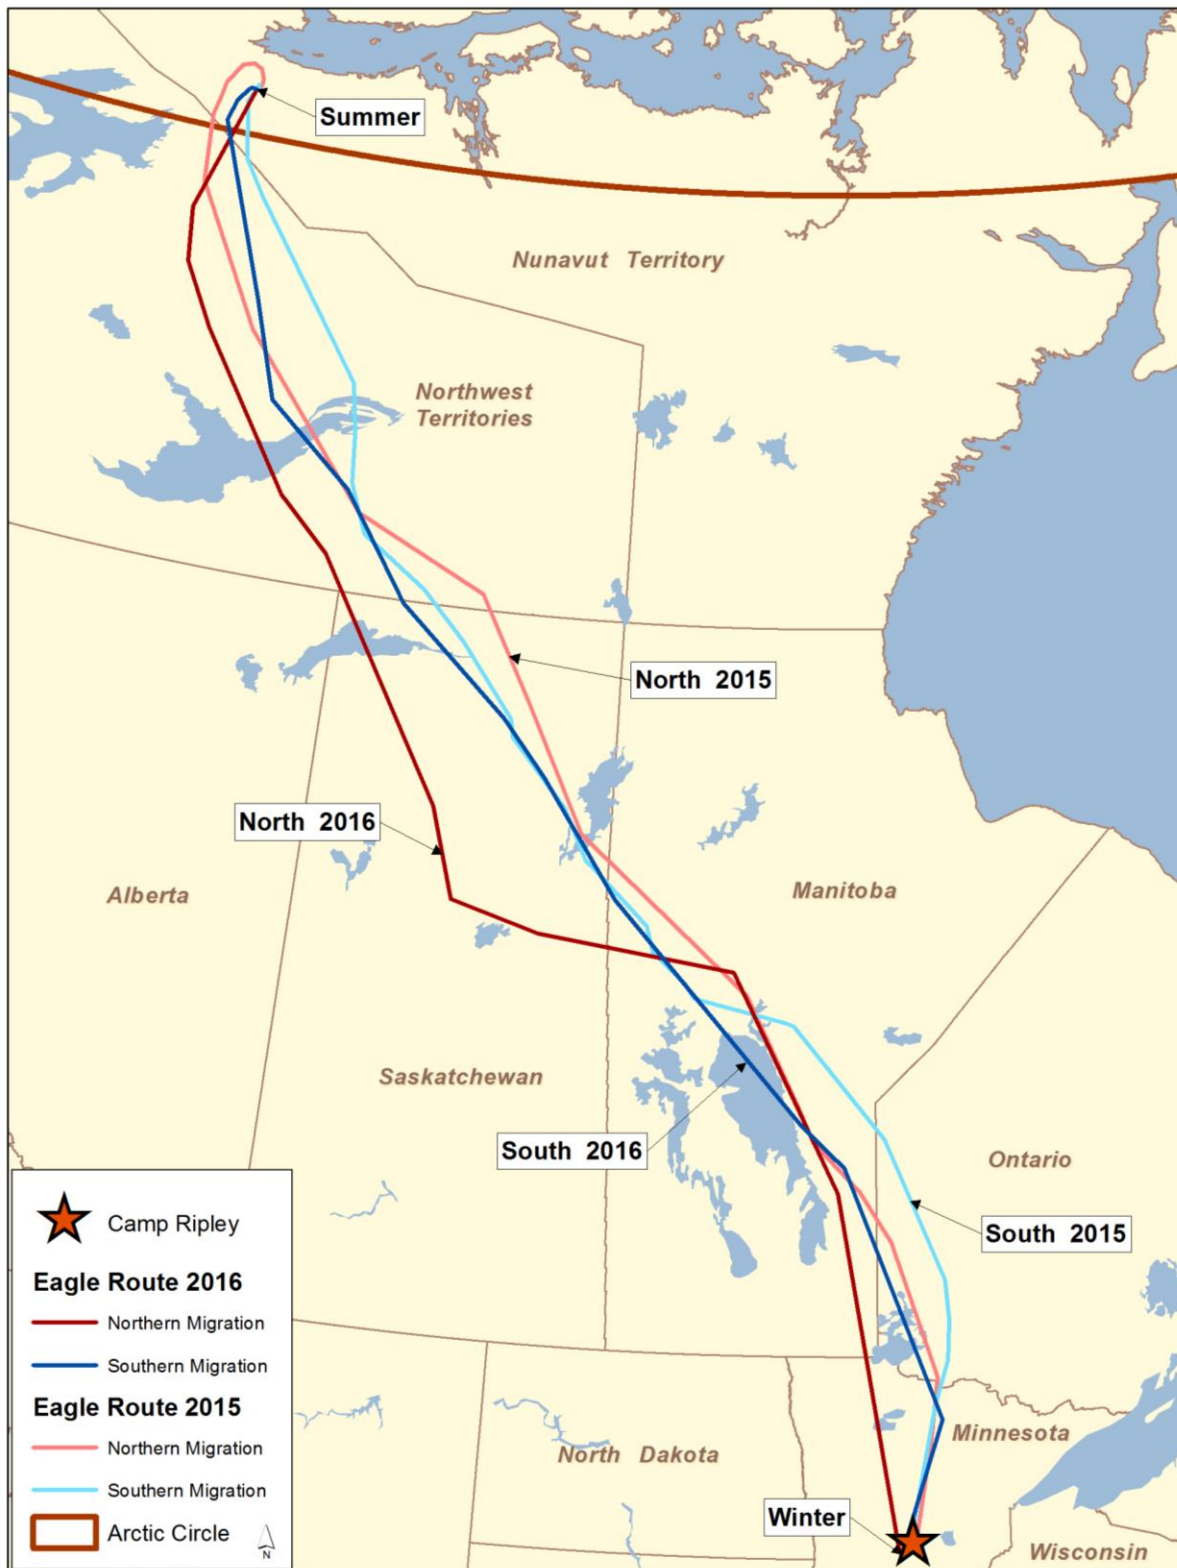 Summer
Nunavut Territory
Northwest
Territories
North 2015
North 2016
Alberta
Manitoba
Saskatchewan
South 2016
Ontario
South 2015
Camp Ripley
Eagle Route 2016
Northern Migration
Southern Migration
Eagle Route 2015
Northern Migration
Southern Migration
Arctic Circle
N
North Dakota
Minnesota
Winter
Wisconsin